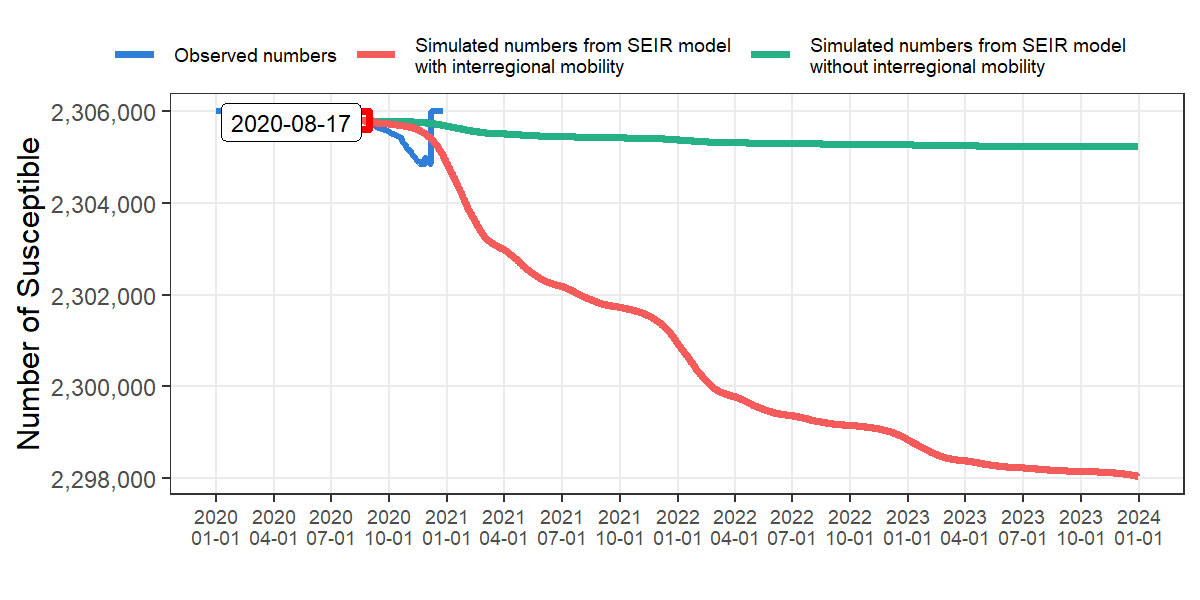 Observed numbers
Simulated numbers from SEIR model
with interregional mobility
Simulated numbers from SEIR model
without interregional mobility
Number of Susceptible
2,306,000
2,304,000
2,302,000
2,300,000
2,298,000
2020-08-17
2020 2020 2020 2020 2021 2021 2021 2021 2022 2022 2022 2022 2023 2023 2023 2023 2024
01-01 04-01 07-01 10-01 01-01 04-01 07-01 10-01 01-01 04-01 07-01 10-01 01-01 04-01 07-01 10-01 01-01